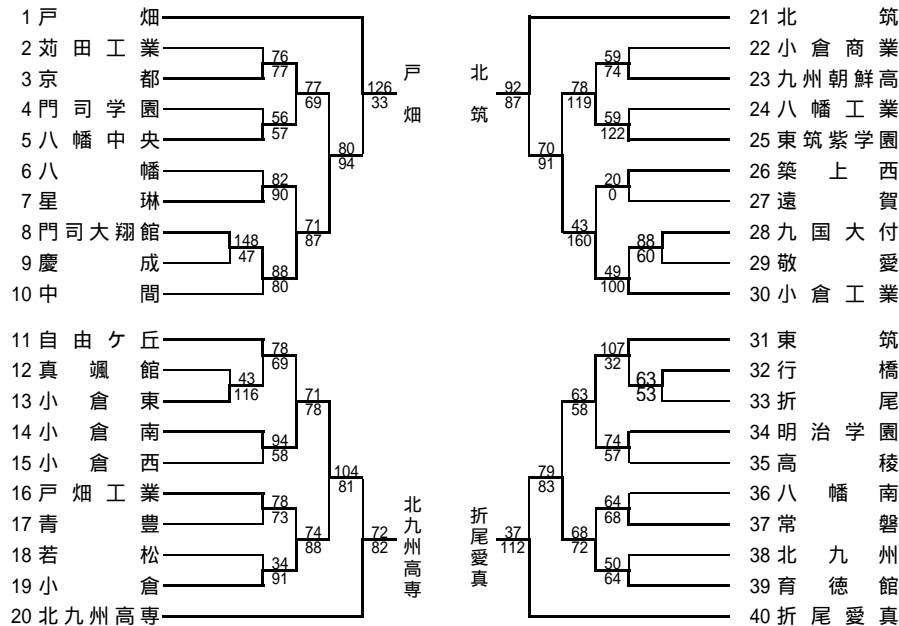 1 戸畑
2 苅田工業
3 京都
4 門司学園
5 八幡中央
6 八幡
7 星琳
8 門司大翔館
9 慶成
10 中間
76
77
56
57
82
90
148
47
88
80
77
69
71
87
80
94
126
33
戸畑
11 自由ケ丘
12 真颯館
13 小倉東
14 小倉南
15 小倉西
16 戸畑工業
17 青豊
18 若松
19 小倉
20 北九州高専
78
69
43
116
94
58
78
73
34
91
71
78
74
88
104
81
72
82
北九州高専
北筑
92
87
70
91
78
119
43
160
59
74
59
122
20
0
88
60
49
100
21 北筑
22 小倉商業
23 九州朝鮮高
24 八幡工業
25 東筑紫学園
26 築上西
27 遠賀
28 九国大付
29 敬愛
30 小倉工業
折尾愛真
37
112
79
83
63
58
68
72
107
32
63
53
74
57
64
68
50
64
31 東筑
32 行橋
33 折尾
34 明治学園
35 高稜
36 八幡南
37 常磐
38 北九州
39 育徳館
40 折尾愛真